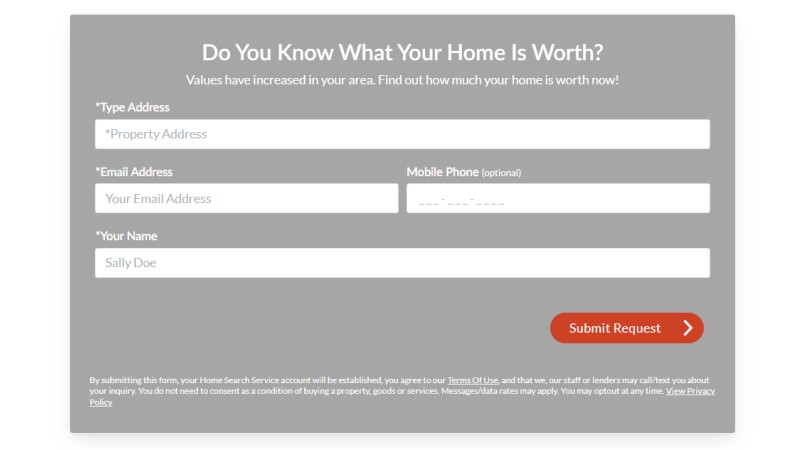 Do You Know What Your Home Is Worth?
Values have increased in your area. Find out how much your home is worth now!
*Type Address
*Property Address
*Email Address
Mobile Phone (optional)
Your Email Address
___-___-____
*Your Name
Sally Doe
Submit Request
By submitting this form, your Home Search Service account will be established, you agree to our Terms Of Use, and that we, our staff or lenders may call/text you about
your inquiry. You do not need to consent as a condition of buying a property, goods or services. Messages/data rates may apply. You may optout at any time. View Privacy
Policy